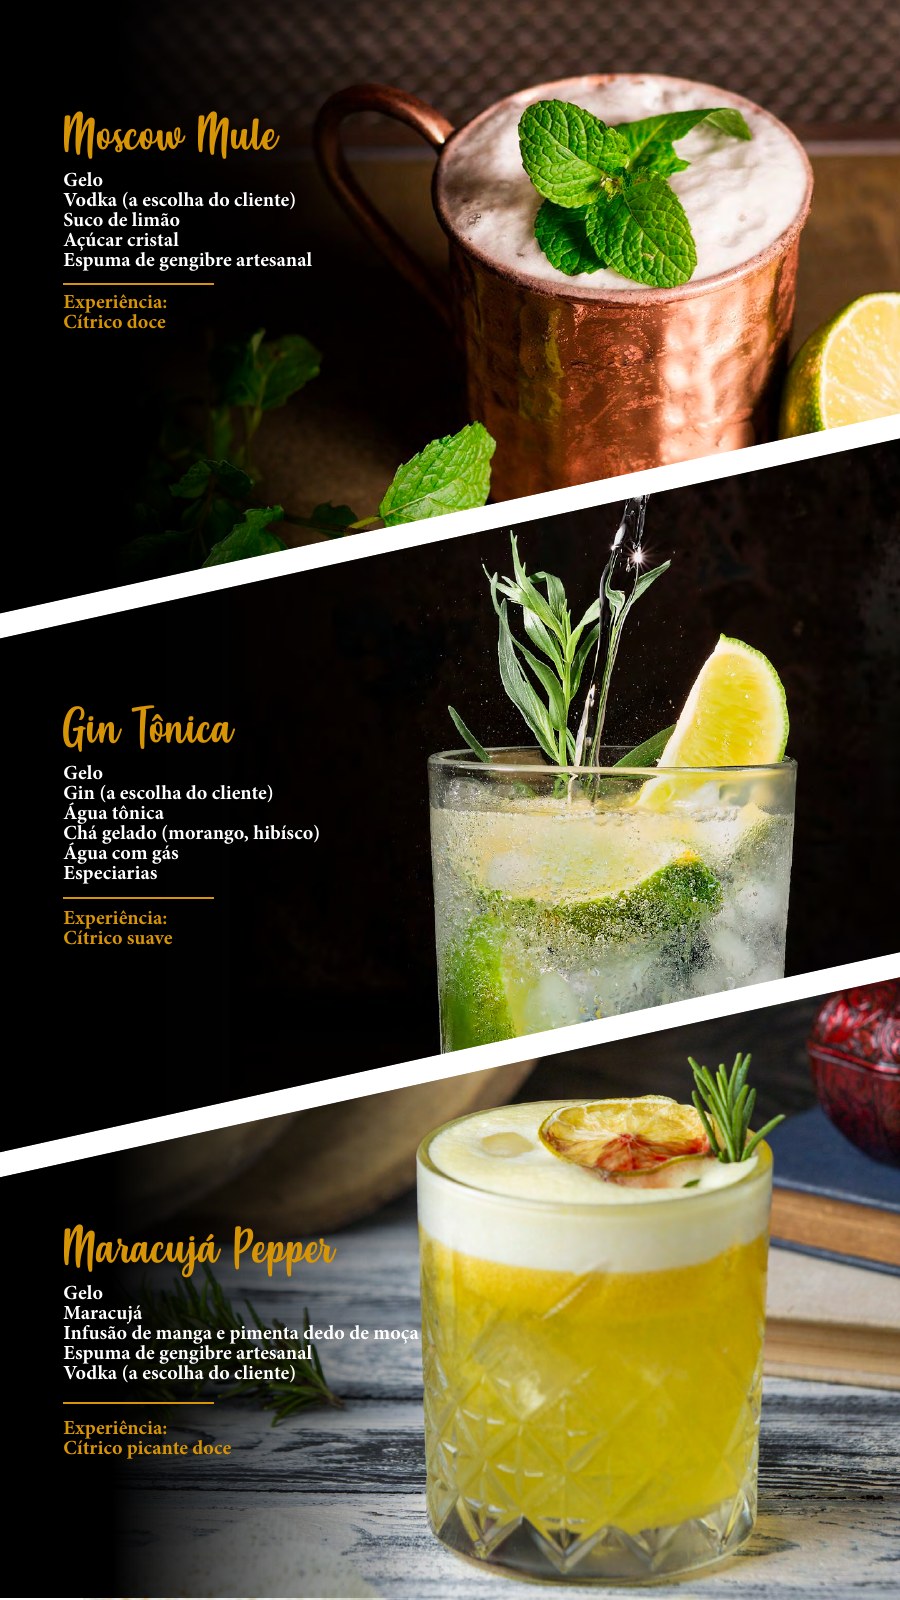 Moscow Mule
Gelo
Vodka (a escolha do cliente)
Suco de limão
Açúcar cristal
Espuma de gengibre artesanal
Experiência:
Cítrico doce
Gin Tônica
Gelo
Gin (a escolha do cliente)
Água tônica
Chá gelado (morango, hibísco)
Água com gás
Especiarias
Experiência:
Cítrico suave
Maracujá Pepper
Gelo
Maracujá
Infusão de manga e pimenta dedo de moça
Espuma de gengibre artesanal
Vodka (a escolha do cliente)
Experiência:
Cítrico picante doce